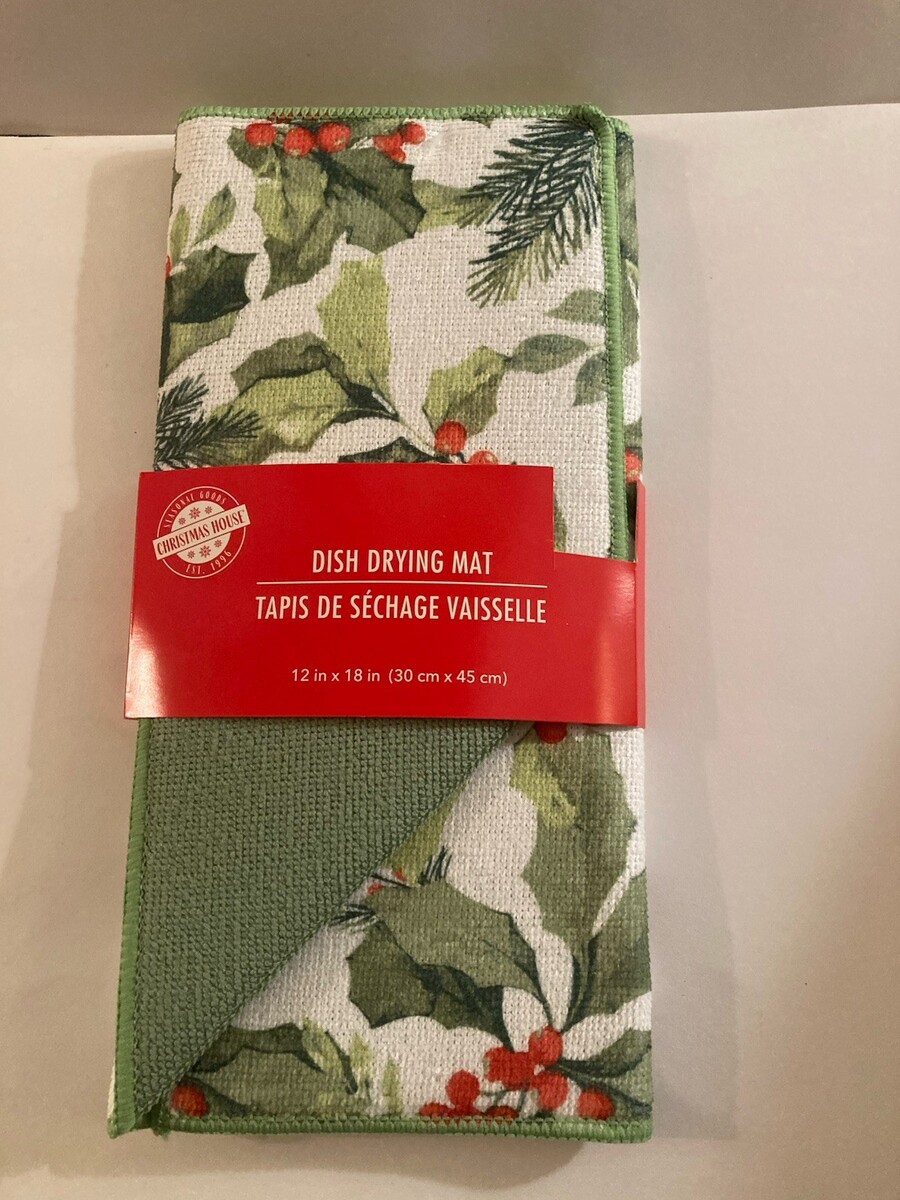 SEASONAL GOODS
CHRISTMAS HOUSE™
EST. 1996
DISH DRYING MAT
TAPIS DE SÉCHAGE VAISSELLE
12 in x 18 in (30 cm x 45 cm)